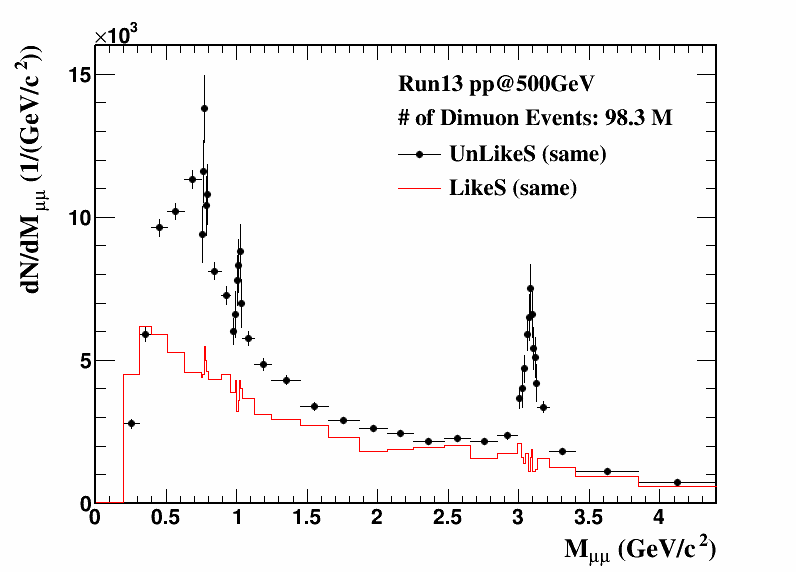 ×10³
dN/dM_μμ (1/(GeV/c²))
15
10
5
0
Run13 pp@500GeV
# of Dimuon Events: 98.3 M
UnLikeS (same)
LikeS (same)
0 0.5 1 1.5 2 2.5 3 3.5 4
M_μμ (GeV/c²)